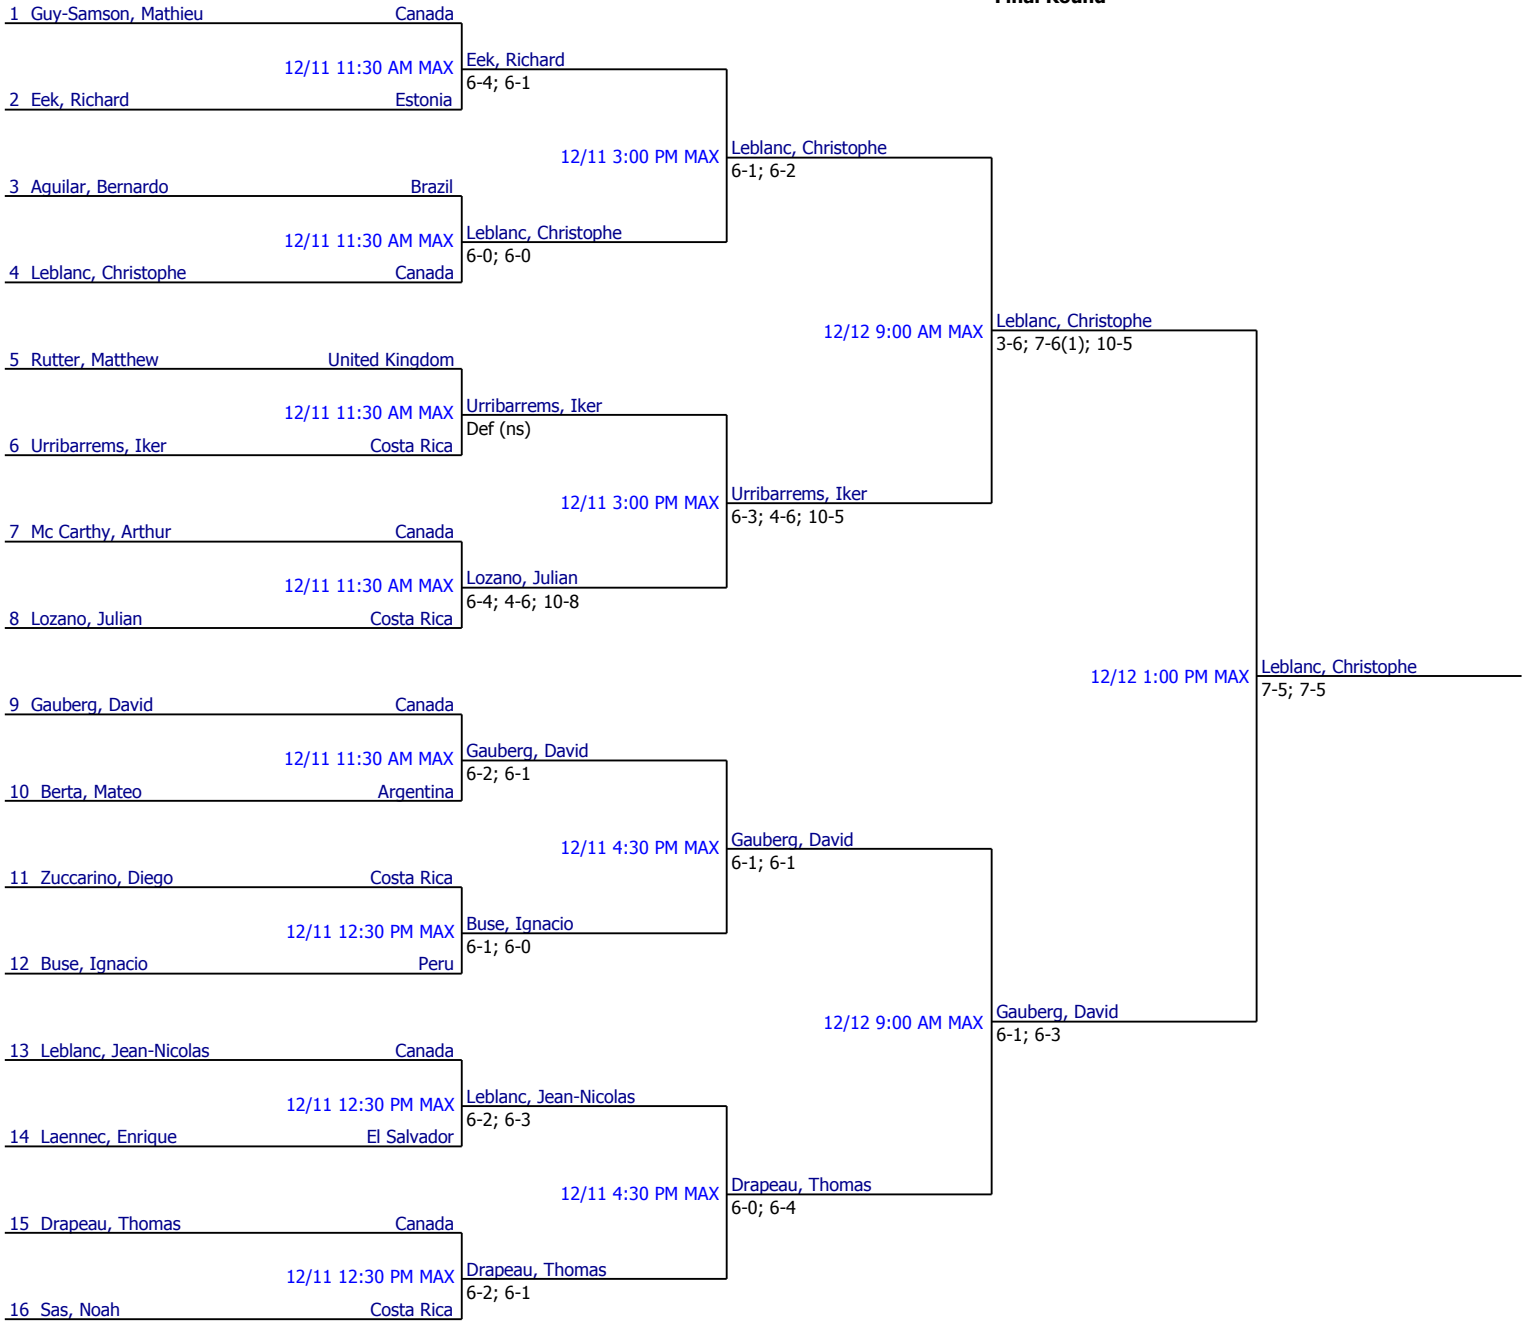 Final Round
1 Guy-Samson, Mathieu Canada
12/11 11:30 AM MAX
Eek, Richard
6-4; 6-1
2 Eek, Richard Estonia
12/11 3:00 PM MAX
Leblanc, Christophe
6-1; 6-2
3 Aguilar, Bernardo Brazil
12/11 11:30 AM MAX
Leblanc, Christophe
6-0; 6-0
4 Leblanc, Christophe Canada
12/12 9:00 AM MAX
Leblanc, Christophe
3-6; 7-6(1); 10-5
5 Rutter, Matthew United Kingdom
12/11 11:30 AM MAX
Urribarrems, Iker
Def (ns)
6 Urribarrems, Iker Costa Rica
12/11 3:00 PM MAX
Urribarrems, Iker
6-3; 4-6; 10-5
7 Mc Carthy, Arthur Canada
12/11 11:30 AM MAX
Lozano, Julian
6-4; 4-6; 10-8
8 Lozano, Julian Costa Rica
12/12 1:00 PM MAX
Leblanc, Christophe
7-5; 7-5
9 Gauberg, David Canada
12/11 11:30 AM MAX
Gauberg, David
6-2; 6-1
10 Berta, Mateo Argentina
12/11 4:30 PM MAX
Gauberg, David
6-1; 6-1
11 Zuccarino, Diego Costa Rica
12/11 12:30 PM MAX
Buse, Ignacio
6-1; 6-0
12 Buse, Ignacio Peru
12/12 9:00 AM MAX
Gauberg, David
6-1; 6-3
13 Leblanc, Jean-Nicolas Canada
12/11 12:30 PM MAX
Leblanc, Jean-Nicolas
6-2; 6-3
14 Laennec, Enrique El Salvador
12/11 4:30 PM MAX
Drapeau, Thomas
6-0; 6-4
15 Drapeau, Thomas Canada
12/11 12:30 PM MAX
Drapeau, Thomas
6-2; 6-1
16 Sas, Noah Costa Rica